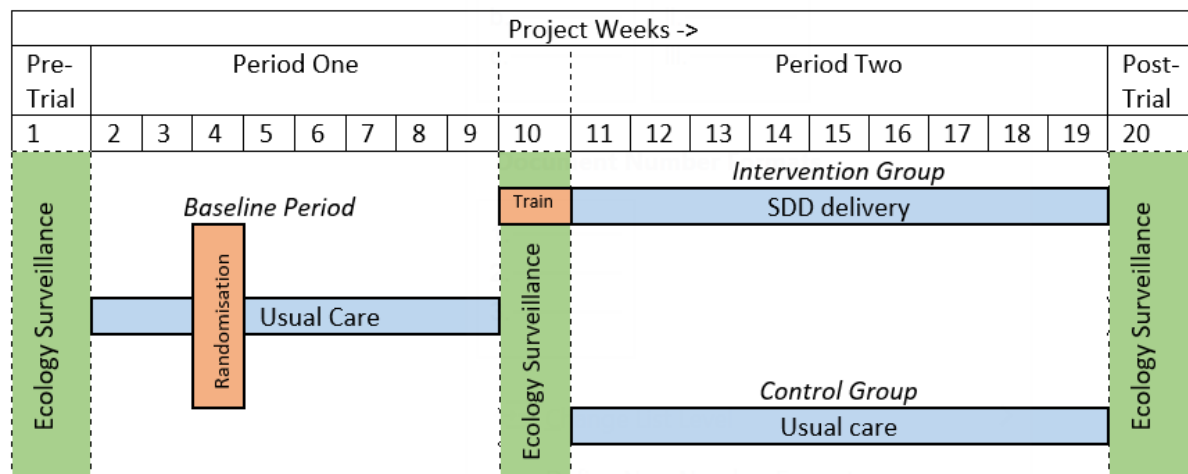 Project Weeks ->
Pre-
Trial
Period One
Period Two
Post-
Trial
1 2 3 4 5 6 7 8 9 10 11 12 13 14 15 16 17 18 19 20
Ecology Surveillance
Baseline Period
Randomisation
Usual Care
Train
Ecology Surveillance
Intervention Group
SDD delivery
Control Group
Usual care
Ecology Surveillance